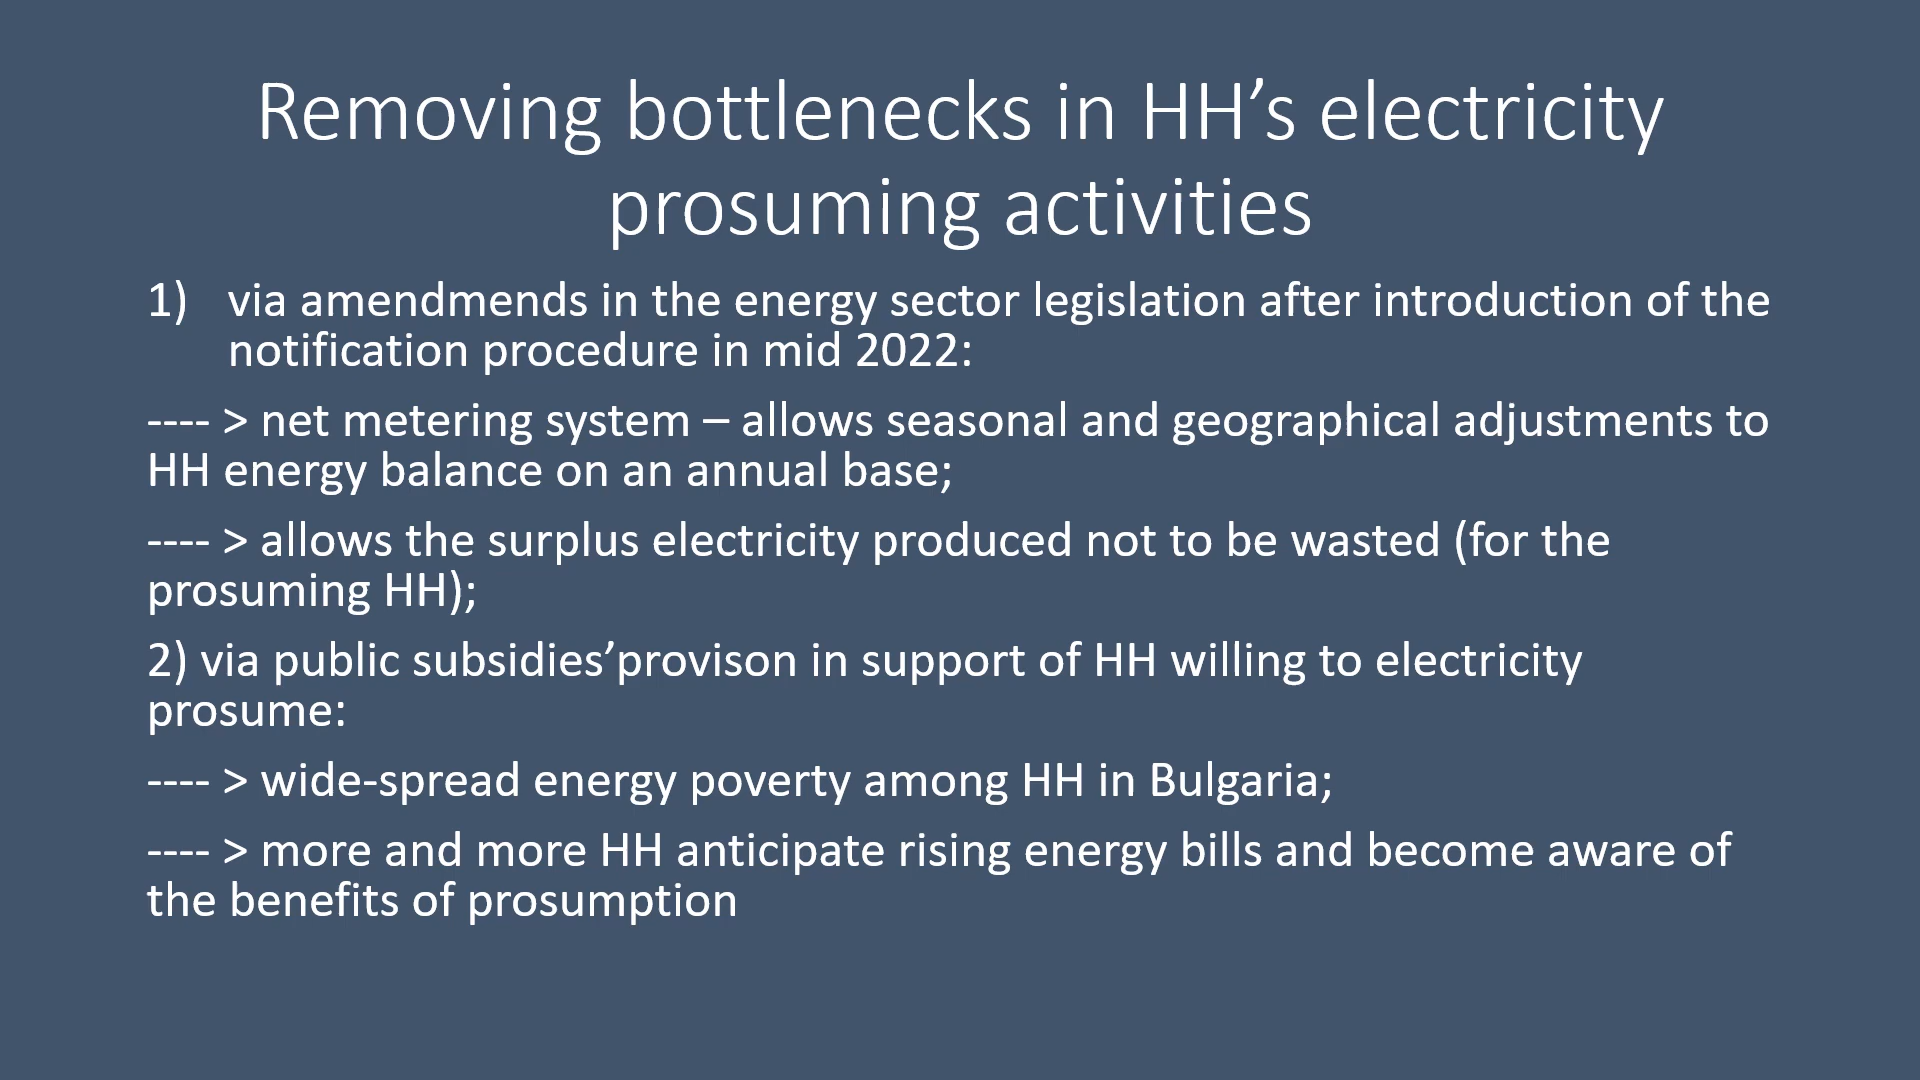 Removing bottlenecks in HH’s electricity
prosuming activities
1) via amendmends in the energy sector legislation after introduction of the
notification procedure in mid 2022:
---- > net metering system – allows seasonal and geographical adjustments to
HH energy balance on an annual base;
---- > allows the surplus electricity produced not to be wasted (for the
prosuming HH);
2) via public subsidies’provison in support of HH willing to electricity
prosume:
---- > wide-spread energy poverty among HH in Bulgaria;
---- > more and more HH anticipate rising energy bills and become aware of
the benefits of prosumption